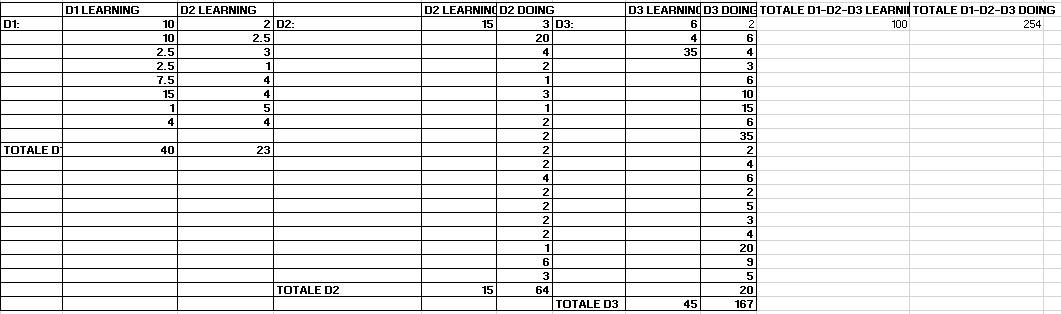 D1 LEARNING D2 LEARNING D2 LEARNING D2 DOING D3 LEARNING D3 DOING TOTALE D1-D2-D3 LEARNI TOTALE D1-D2-D3 DOING
D1: 10 2 D2: 15 3 D3: 6 2 100 254
10 2.5 20 4 6
2.5 3 4 35 4
2.5 1 2 3
7.5 4 1 6
15 4 3 10
1 5 1 15
4 4 2 6
2 35
TOTALE D1 40 23 2 2
2 4
4 6
2 2
2 5
2 3
2 4
1 20
6 9
3 5
TOTALE D2 15 64 20
TOTALE D3 45 167